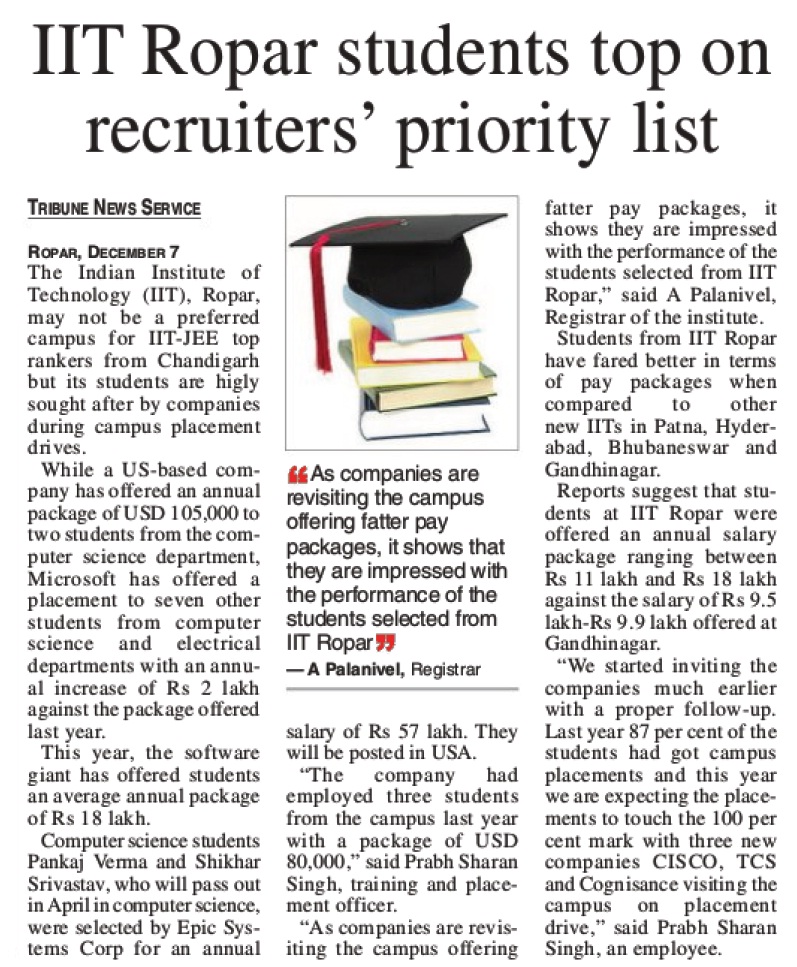 IIT Ropar students top on
recruiters’ priority list
TRIBUNE NEWS SERVICE
ROPAR, DECEMBER 7
The Indian Institute of
Technology (IIT), Ropar,
may not be a preferred
campus for IIT-JEE top
rankers from Chandigarh
but its students are higly
sought after by companies
during campus placement
drives.
While a US-based com-
pany has offered an annual
package of USD 105,000 to
two students from the com-
puter science department,
Microsoft has offered a
placement to seven other
students from computer
science and electrical
departments with an annu-
al increase of Rs 2 lakh
against the package offered
last year.
This year, the software
giant has offered students
an average annual package
of Rs 18 lakh.
Computer science students
Pankaj Verma and Shikhar
Srivastav, who will pass out
in April in computer science,
were selected by Epic Sys-
tems Corp for an annual
“As companies are
revisiting the campus
offering fatter pay
packages, it shows that
they are impressed with
the performance of the
students selected from
IIT Ropar”
— A Palanivel, Registrar
salary of Rs 57 lakh. They
will be posted in USA.
“The company had
employed three students
from the campus last year
with a package of USD
80,000,” said Prabh Sharan
Singh, training and place-
ment officer.
“As companies are revis-
iting the campus offering
fatter pay packages, it
shows they are impressed
with the performance of the
students selected from IIT
Ropar,” said A Palanivel,
Registrar of the institute.
Students from IIT Ropar
have fared better in terms
of pay packages when
compared to other
new IITs in Patna, Hyder-
abad, Bhubaneswar and
Gandhinagar.
Reports suggest that stu-
dents at IIT Ropar were
offered an annual salary
package ranging between
Rs 11 lakh and Rs 18 lakh
against the salary of Rs 9.5
lakh-Rs 9.9 lakh offered at
Gandhinagar.
“We started inviting the
companies much earlier
with a proper follow-up.
Last year 87 per cent of the
students had got campus
placements and this year
we are expecting the place-
ments to touch the 100 per
cent mark with three new
companies CISCO, TCS
and Cognisance visiting the
campus on placement
drive,” said Prabh Sharan
Singh, an employee.